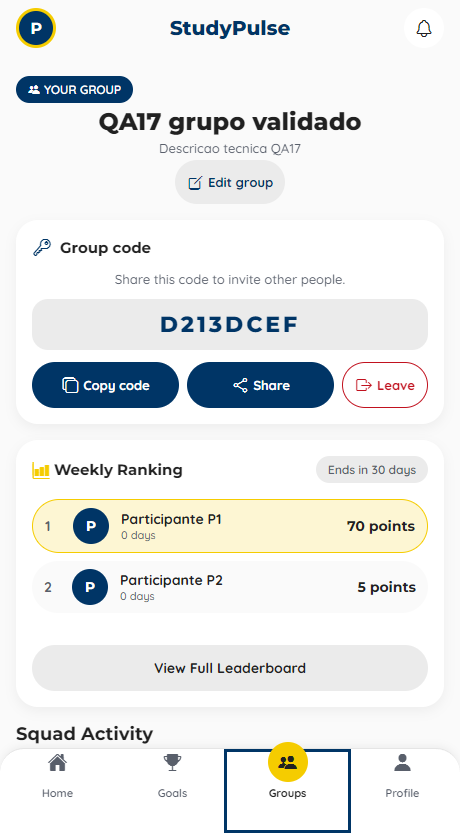 P
StudyPulse
YOUR GROUP
QA17 grupo validado
Descricao tecnica QA17
Edit group
Group code
Share this code to invite other people.
D213DCEF
Copy code
Share
Leave
Weekly Ranking
Ends in 30 days
1
P
Participante P1
0 days
70 points
2
P
Participante P2
0 days
5 points
View Full Leaderboard
Squad Activity
Home
Goals
Groups
Profile